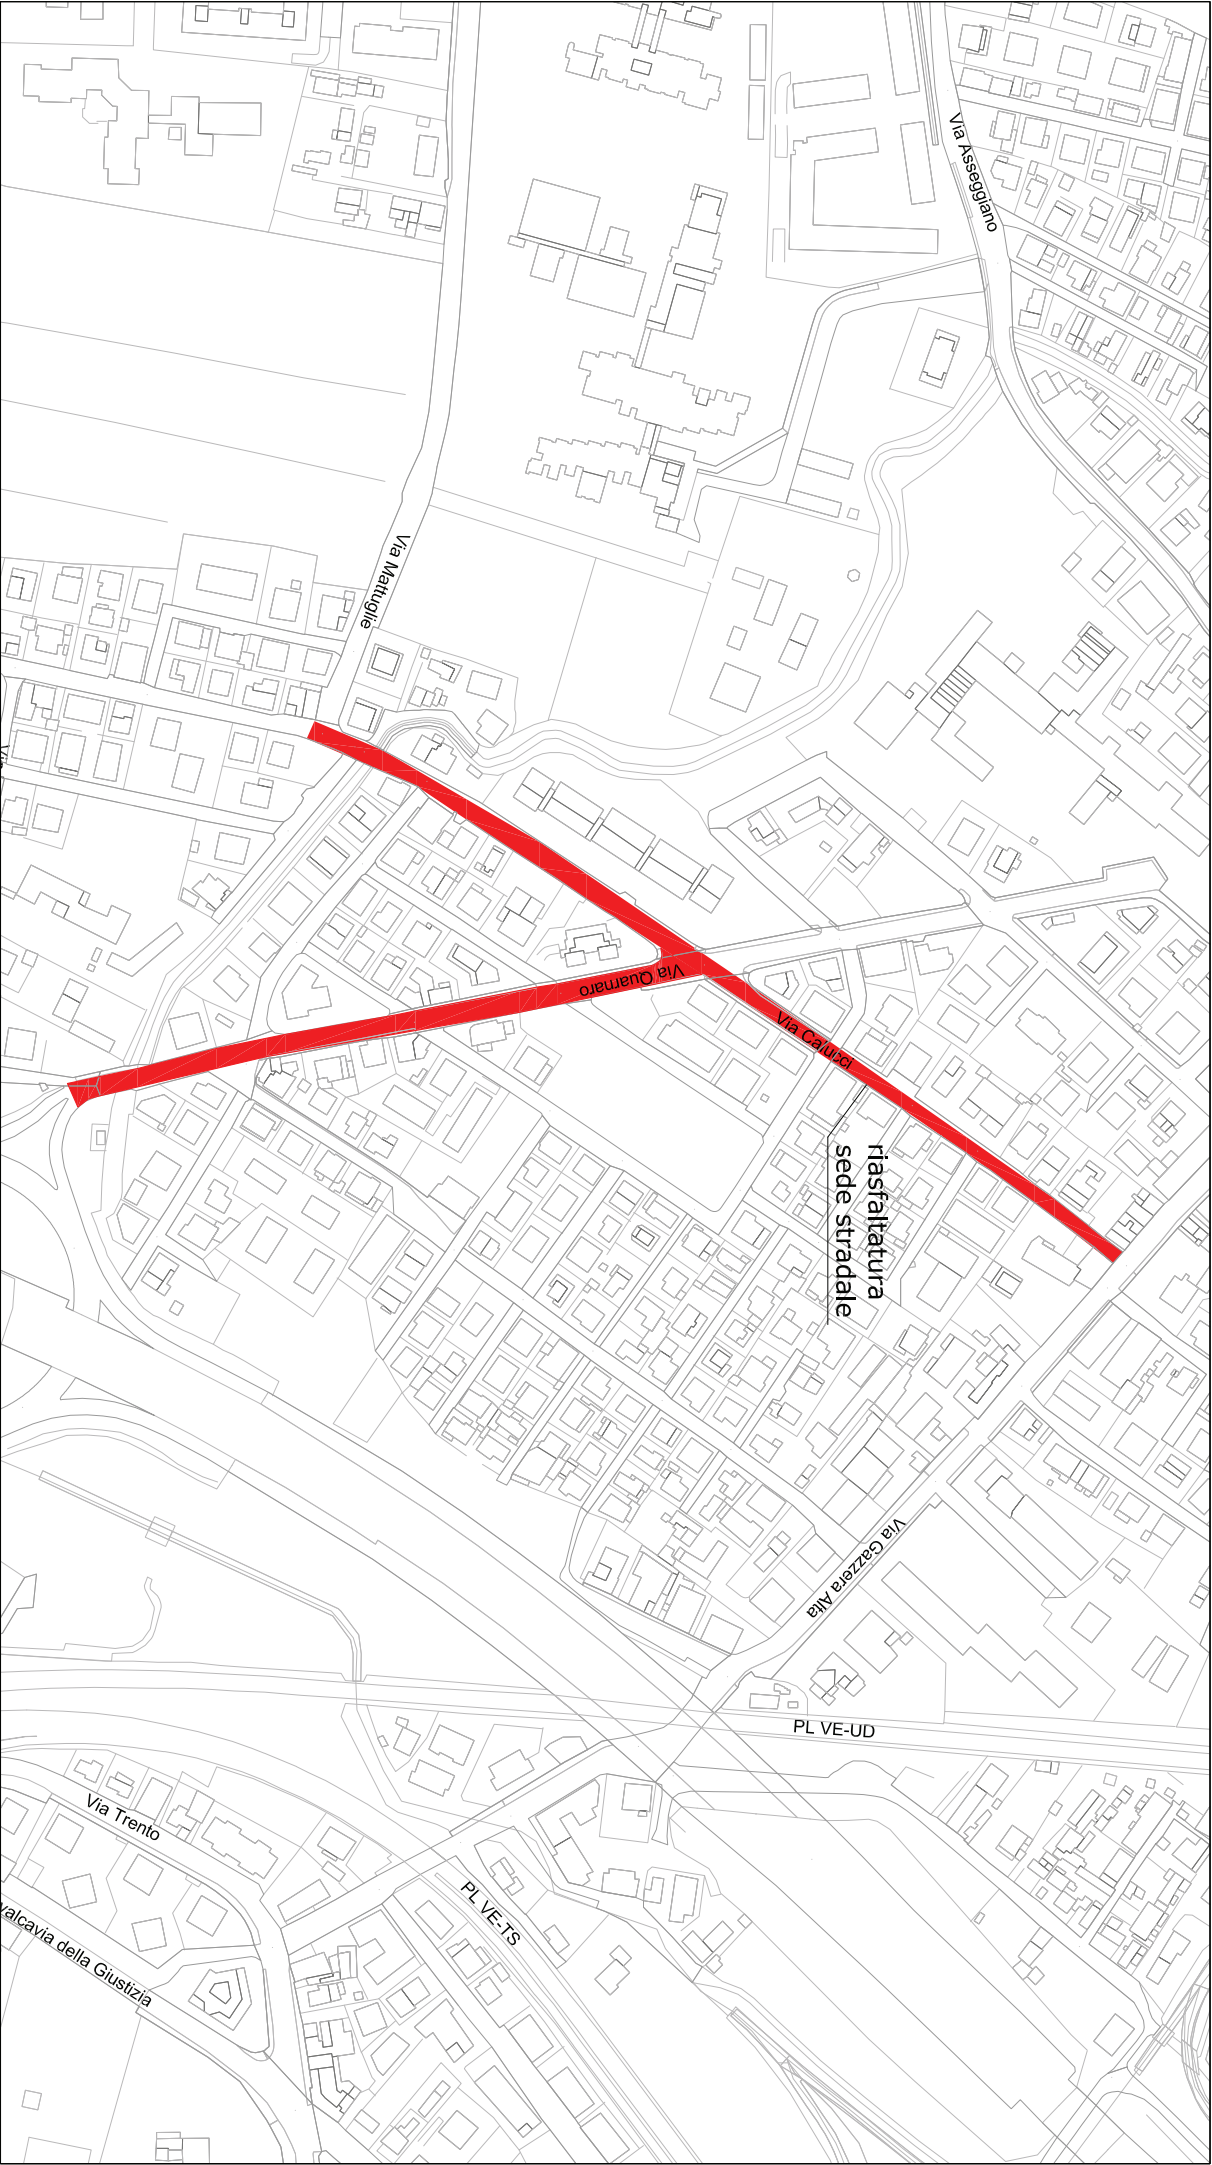 Via Asseggiano
Via Mattuglie
Via Quarnaro
Via Calucci
riasfaltatura
sede stradale
Via Gazzera Alta
PL VE-UD
Via Trento
PL VE-TS
valcavia della Giustizia